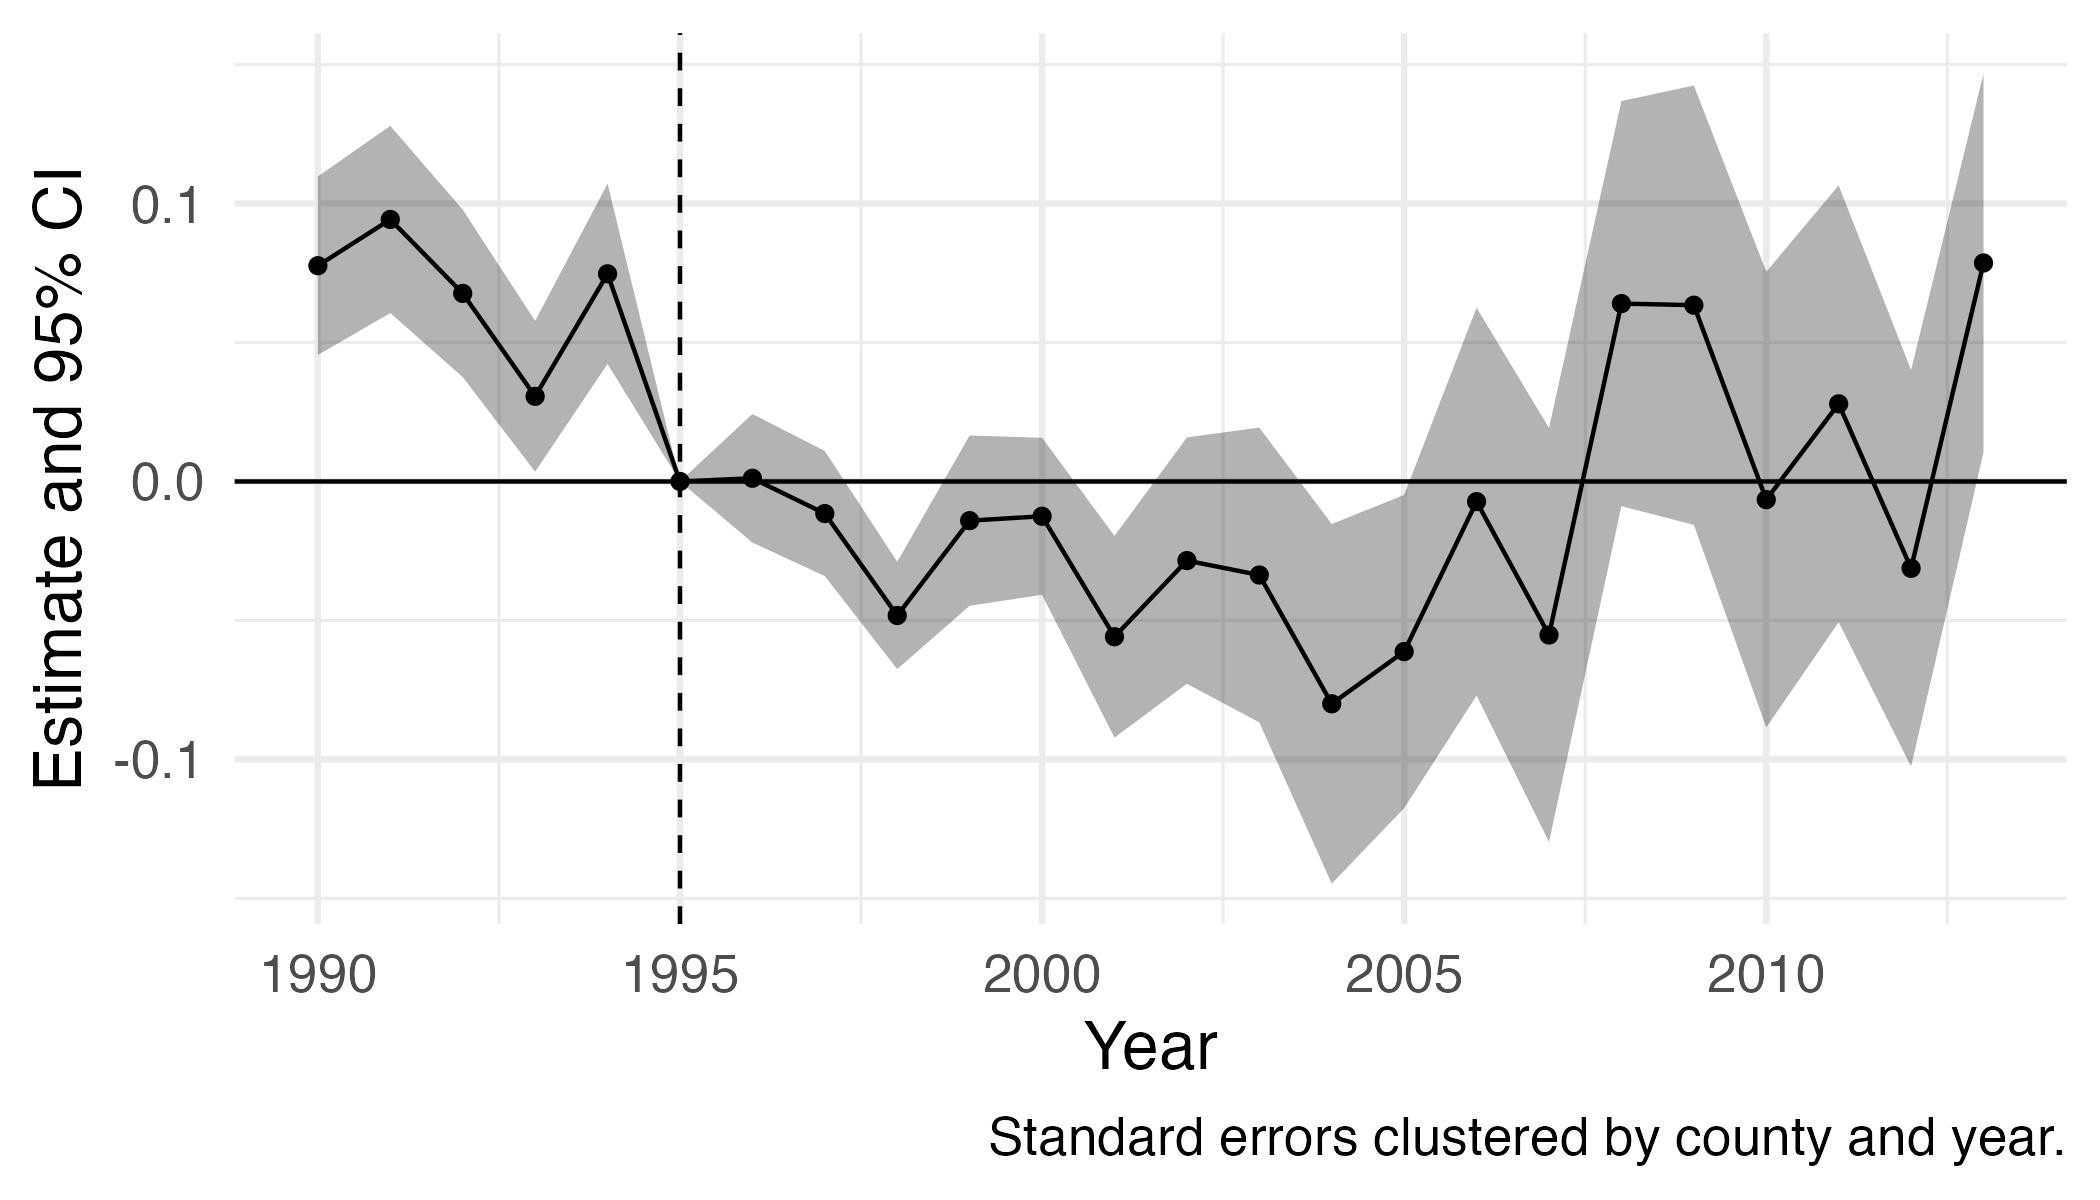 Estimate and 95% CI
0.1
0.0
-0.1
1990 1995 2000 2005 2010
Year
Standard errors clustered by county and year.